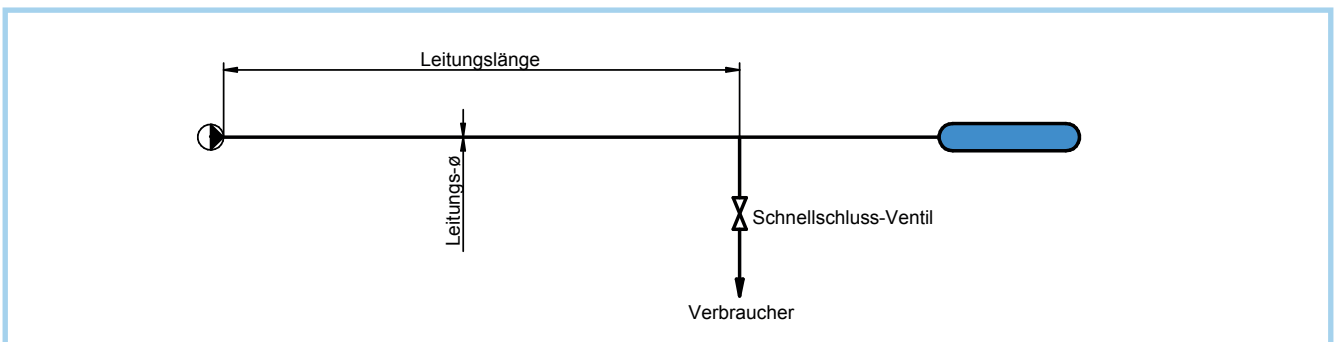 Leitungslänge
Leitungs-ø
Schnellschluss-Ventil
Verbraucher